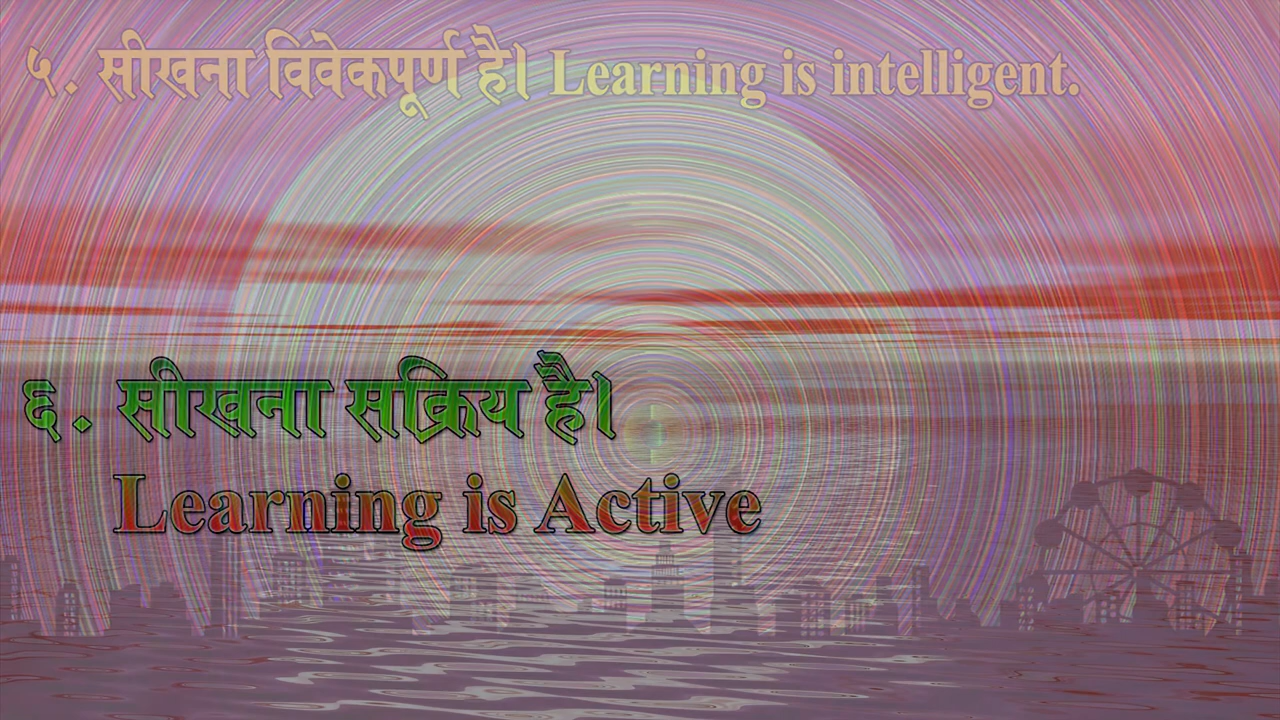 ५. सीखना विवेकपूर्ण है। Learning is intelligent.
६. सीखना सक्रिय है।
Learning is Active